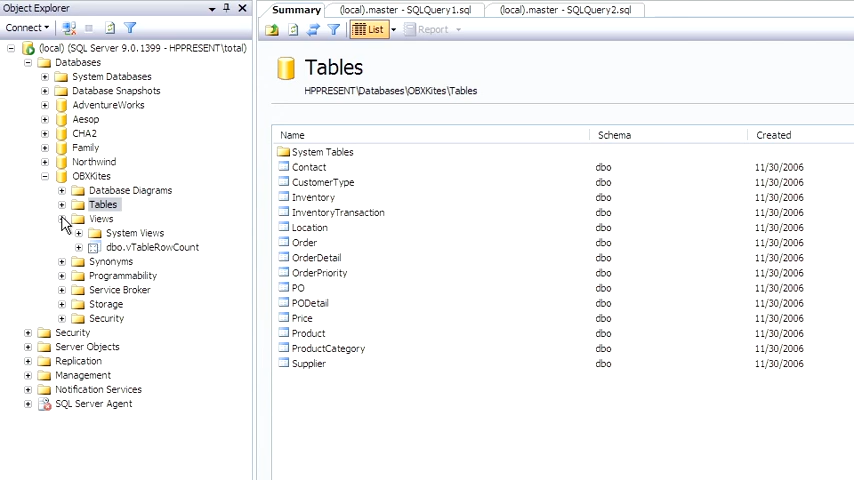 Object Explorer
Connect
(local) (SQL Server 9.0.1399 - HPPRESENT\total)
Databases
System Databases
Database Snapshots
AdventureWorks
Aesop
CHA2
Family
Northwind
OBXKites
Database Diagrams
Tables
Views
System Views
dbo.vTableRowCount
Synonyms
Programmability
Service Broker
Storage
Security
Security
Server Objects
Replication
Management
Notification Services
SQL Server Agent
Summary (local).master - SQLQuery1.sql (local).master - SQLQuery2.sql
List Report
Tables
HPPRESENT\Databases\OBXKites\Tables
Name Schema Created
System Tables
Contact dbo 11/30/2006
CustomerType dbo 11/30/2006
Inventory dbo 11/30/2006
InventoryTransaction dbo 11/30/2006
Location dbo 11/30/2006
Order dbo 11/30/2006
OrderDetail dbo 11/30/2006
OrderPriority dbo 11/30/2006
PO dbo 11/30/2006
PODetail dbo 11/30/2006
Price dbo 11/30/2006
Product dbo 11/30/2006
ProductCategory dbo 11/30/2006
Supplier dbo 11/30/2006